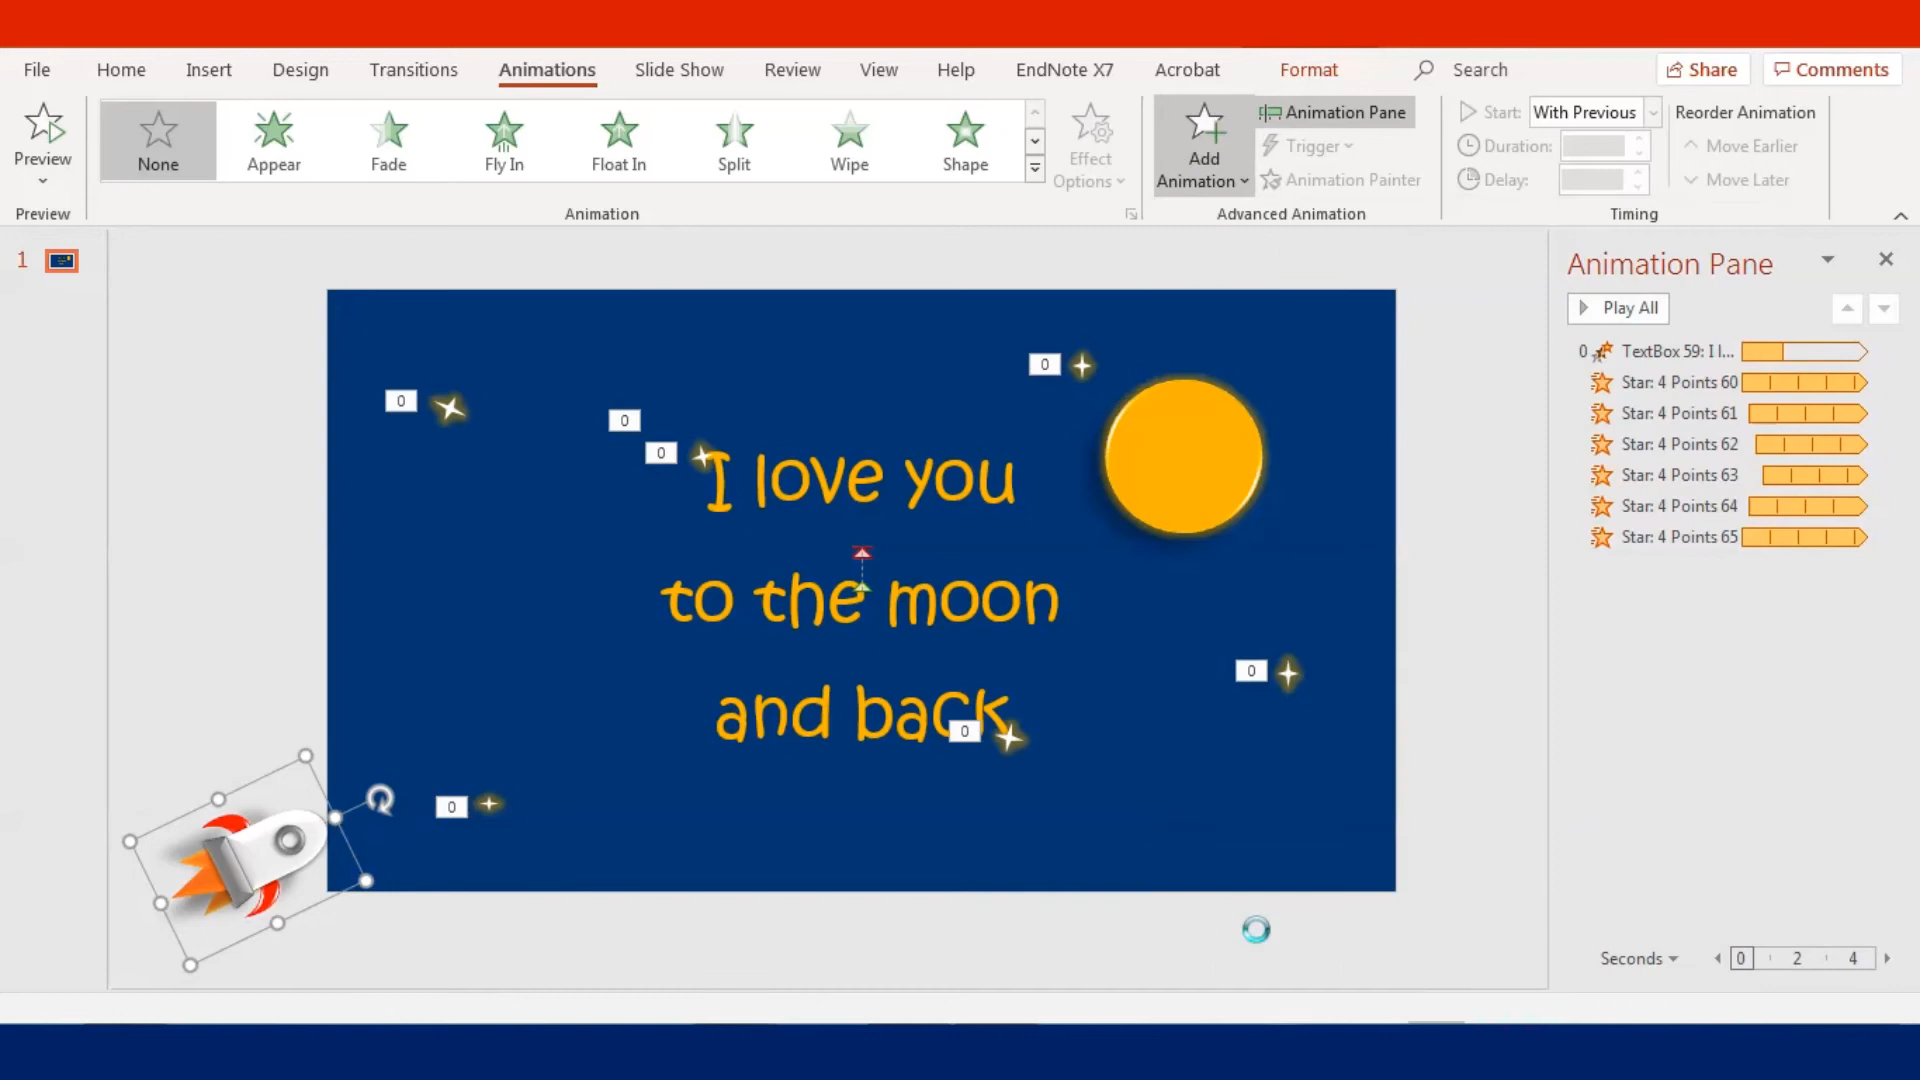 File Home Insert Design Transitions Animations Slide Show Review View Help EndNote X7 Acrobat Format Search Share Comments
Preview
None Appear Fade Fly In Float In Split Wipe Shape
Effect Options
Add Animation
Animation Pane
Trigger
Animation Painter
Start: With Previous
Duration:
Delay:
Reorder Animation
Move Earlier
Move Later
Preview Animation Advanced Animation Timing
1
0
0
0
0
I love you
to the moon
0
and back
0
0
Animation Pane
Play All
0 TextBox 59: I l...
Star: 4 Points 60
Star: 4 Points 61
Star: 4 Points 62
Star: 4 Points 63
Star: 4 Points 64
Star: 4 Points 65
Seconds 0 2 4